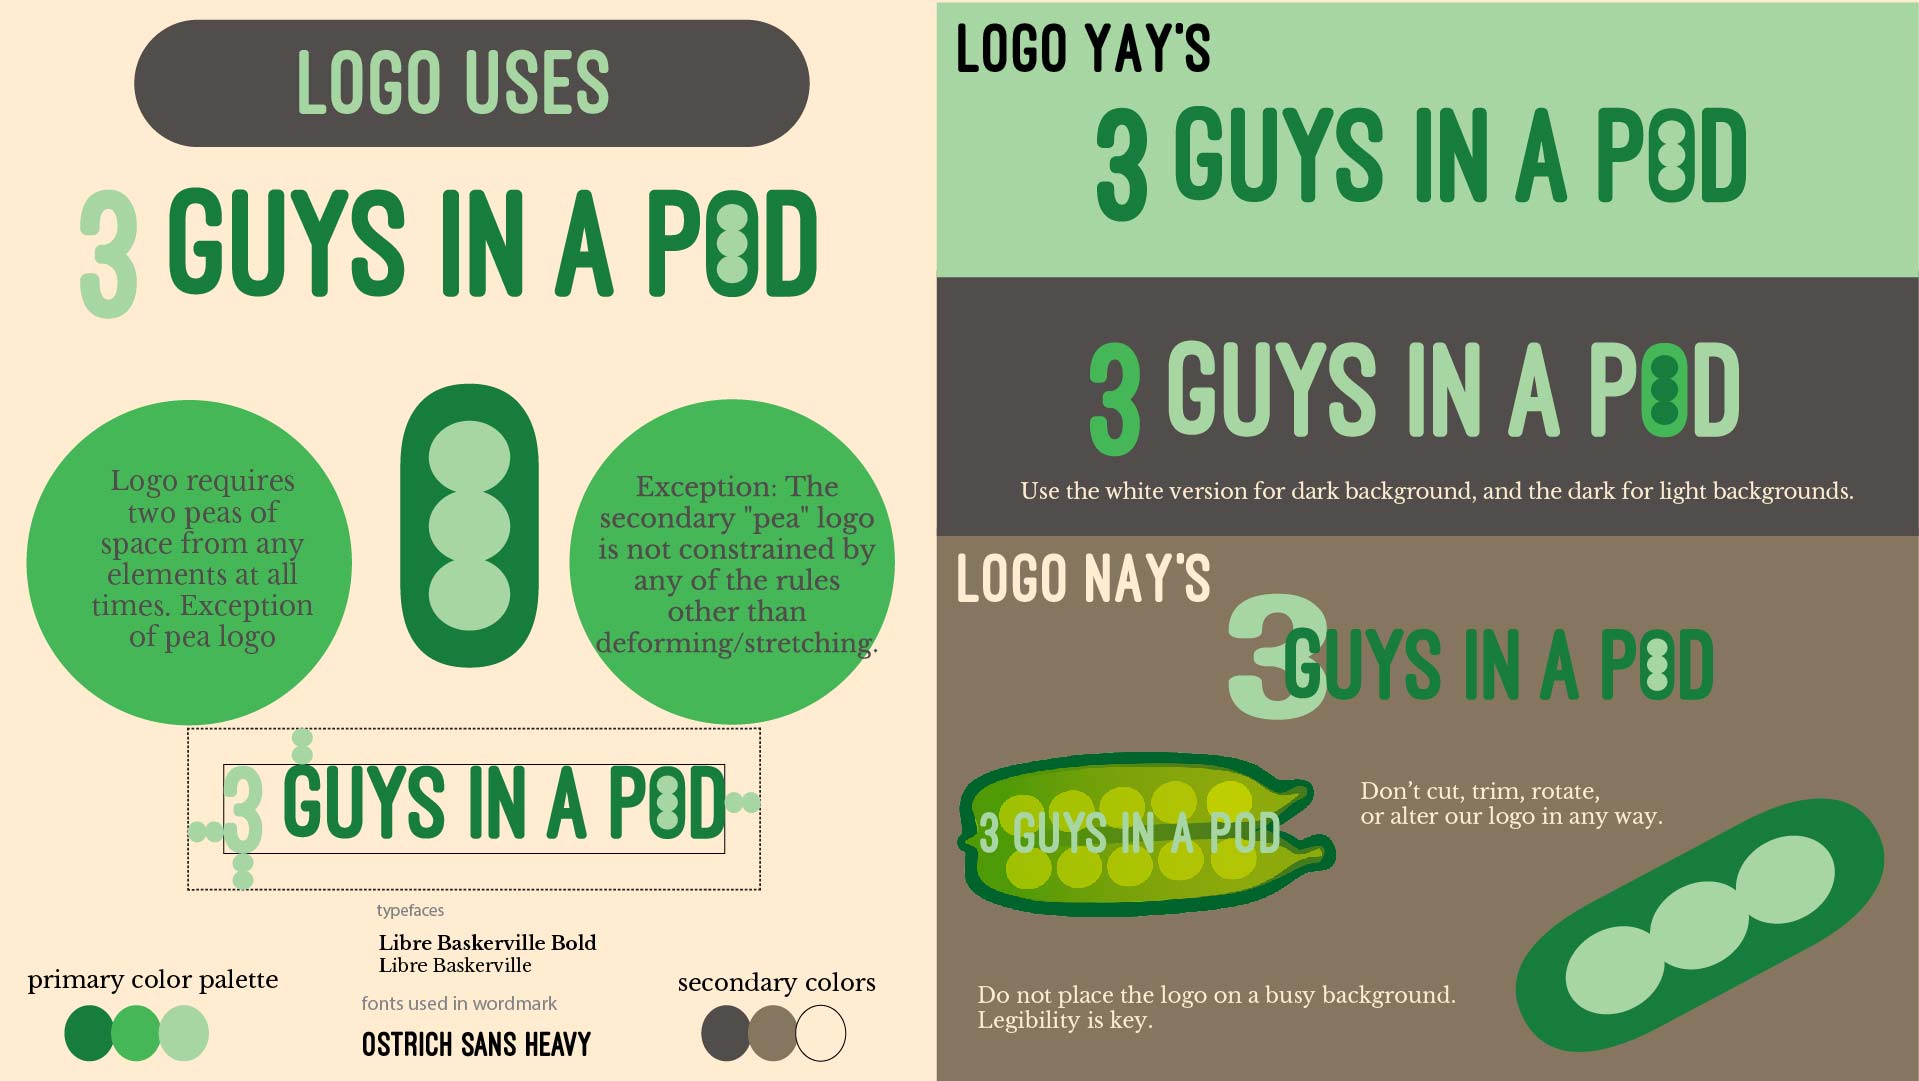 LOGO USES
3 GUYS IN A POD
Logo requires
two peas of
space from any
elements at all
times. Exception
of pea logo
Exception: The
secondary "pea" logo
is not constrained by
any of the rules
other than
deforming/stretching.
3 GUYS IN A POD
typefaces
Libre Baskerville Bold
Libre Baskerville
primary color palette
fonts used in wordmark
OSTRICH SANS HEAVY
secondary colors
LOGO YAY'S
3 GUYS IN A POD
3 GUYS IN A POD
Use the white version for dark background, and the dark for light backgrounds.
LOGO NAY'S
3 GUYS IN A POD
3 GUYS IN A POD
Don’t cut, trim, rotate,
or alter our logo in any way.
Do not place the logo on a busy background.
Legibility is key.